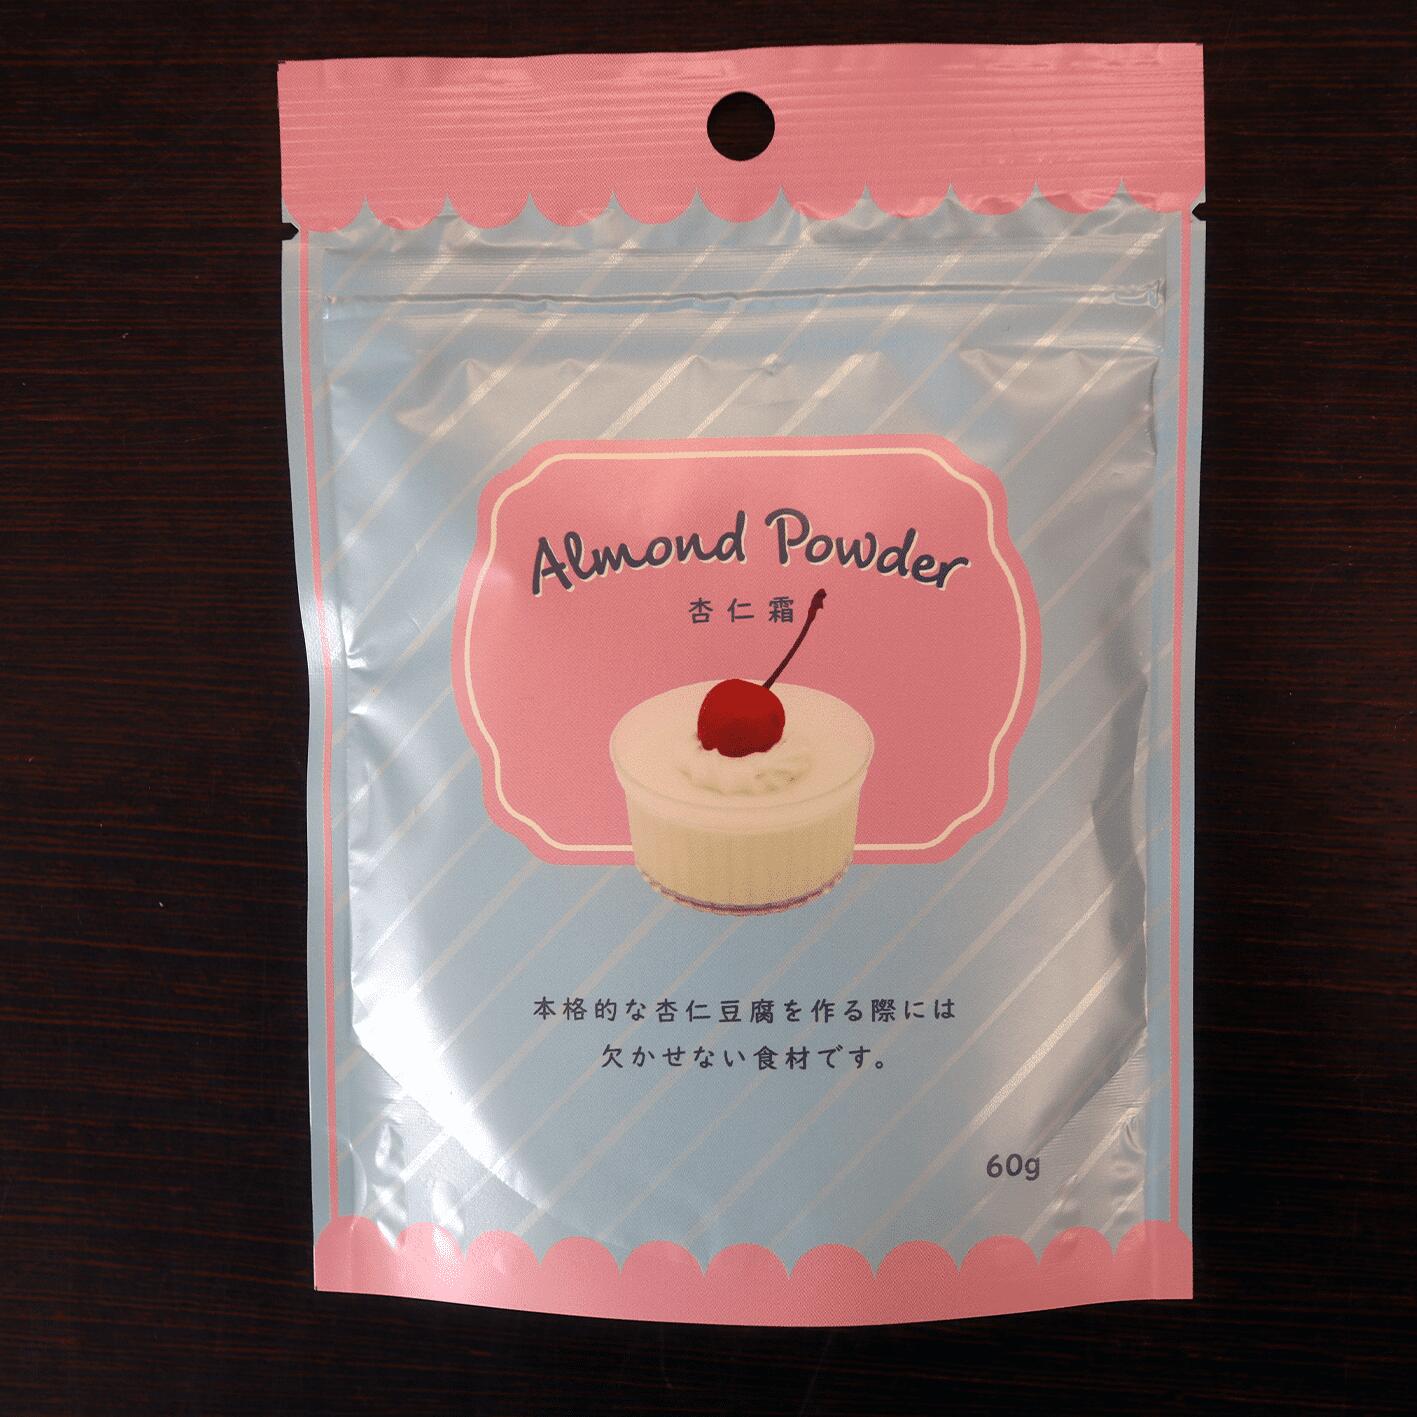 Almond Powder
杏仁霜
本格的な杏仁豆腐を作る際には
欠かせない食材です。
60g